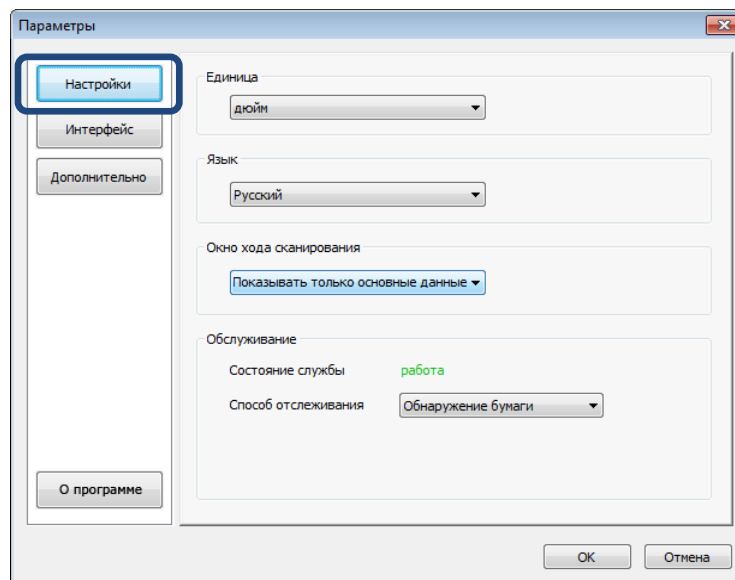 Параметры
Настройки
Интерфейс
Дополнительно
О программе
Единица
дюйм
Язык
Русский
Окно хода сканирования
Показывать только основные данные
Обслуживание
Состояние службы работа
Способ отслеживания Обнаружение бумаги
OK Отмена